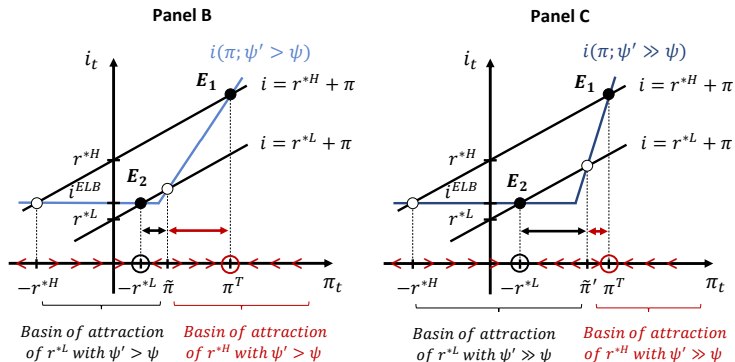 Panel B
i(π; ψ′ > ψ)
i_t
E_1
i = r^{*H} + π
r^{*H}
i = r^{*L} + π
i^{ELB}
E_2
r^{*L}
−r^{*H}
−r^{*L}
π̃
π^T
π_t
Basin of attraction
of r^{*L} with ψ′ > ψ
Basin of attraction
of r^{*H} with ψ′ > ψ
Panel C
i(π; ψ′ ≫ ψ)
i_t
E_1
i = r^{*H} + π
r^{*H}
i = r^{*L} + π
i^{ELB}
E_2
r^{*L}
−r^{*H}
−r^{*L}
π̃′
π^T
π_t
Basin of attraction
of r^{*L} with ψ′ ≫ ψ
Basin of attraction
of r^{*H} with ψ′ ≫ ψ